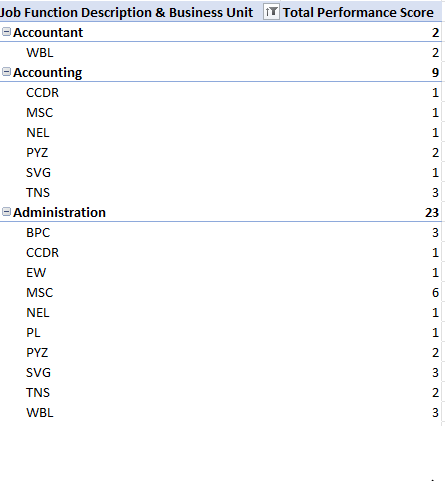 Job Function Description & Business Unit Total Performance Score
Accountant 2
WBL 2
Accounting 9
CCDR 1
MSC 1
NEL 1
PYZ 2
SVG 1
TNS 3
Administration 23
BPC 3
CCDR 1
EW 1
MSC 6
NEL 1
PL 1
PYZ 2
SVG 3
TNS 2
WBL 3